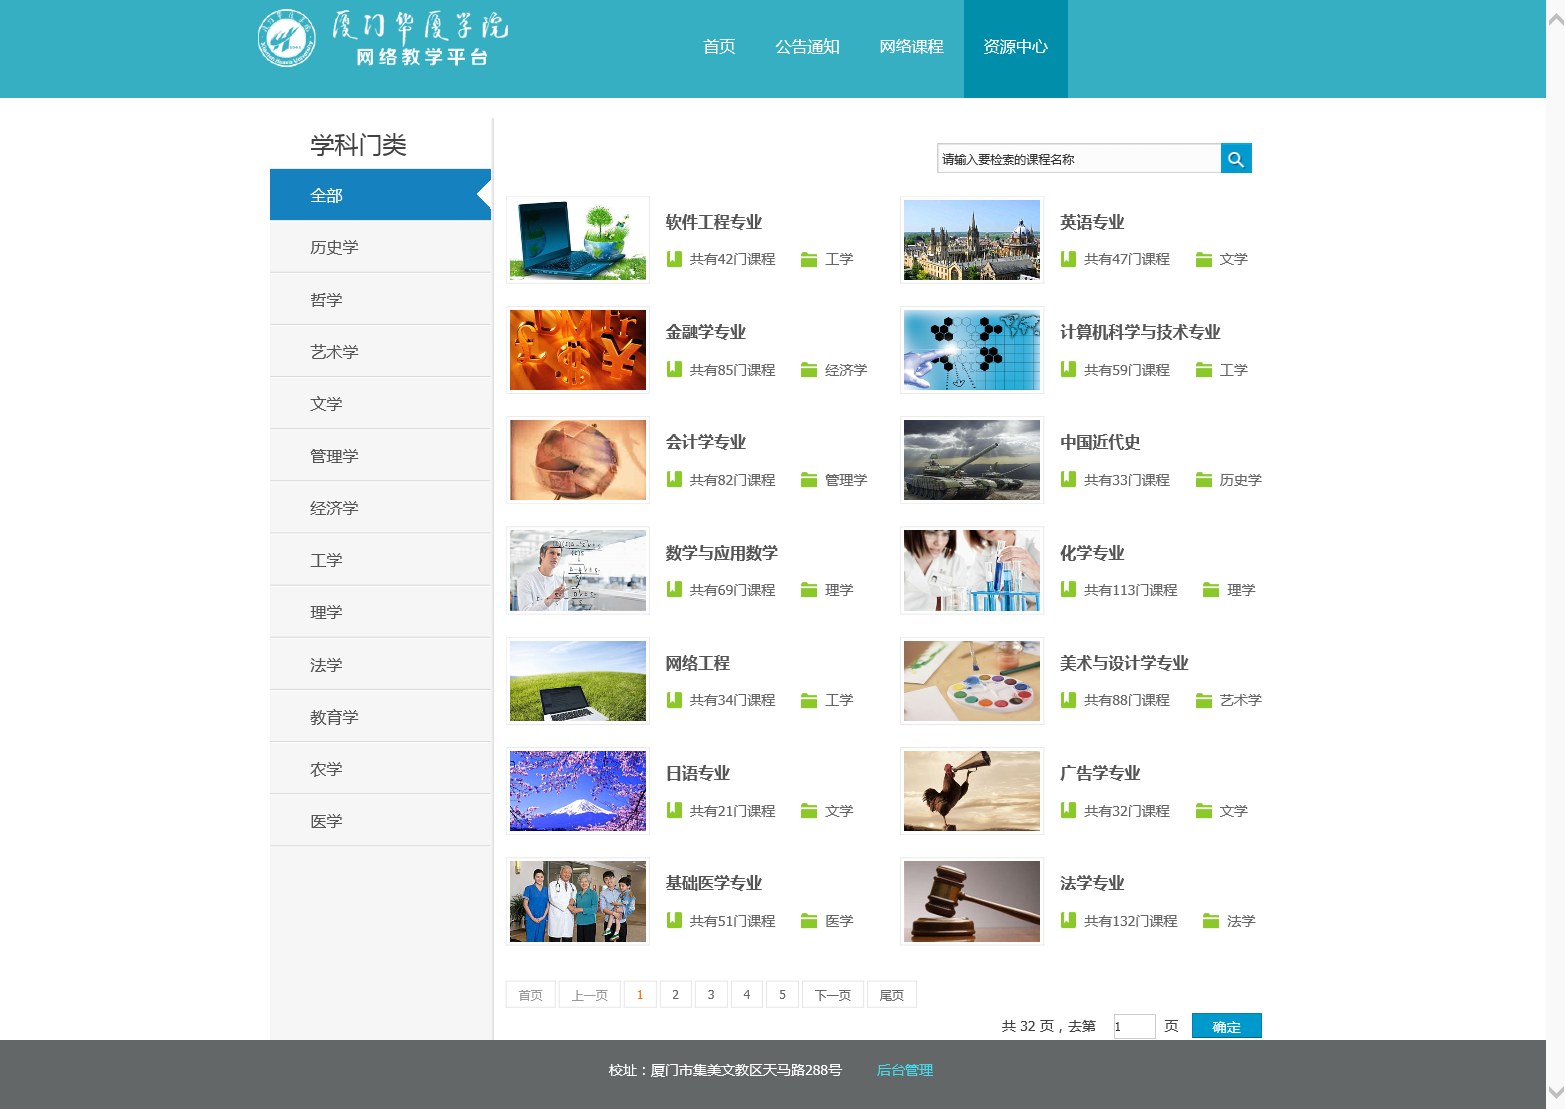 厦门华厦学院
网络教学平台
首页 公告通知 网络课程 资源中心
学科门类
请输入要检索的课程名称
全部
历史学
哲学
艺术学
文学
管理学
经济学
工学
理学
法学
教育学
农学
医学
软件工程专业
共有42门课程 工学
英语专业
共有47门课程 文学
金融学专业
共有85门课程 经济学
计算机科学与技术专业
共有59门课程 工学
会计学专业
共有82门课程 管理学
中国近代史
共有33门课程 历史学
数学与应用数学
共有69门课程 理学
化学专业
共有113门课程 理学
网络工程
共有34门课程 工学
美术与设计学专业
共有88门课程 艺术学
日语专业
共有21门课程 文学
广告学专业
共有32门课程 文学
基础医学专业
共有51门课程 医学
法学专业
共有132门课程 法学
首页 上一页 1 2 3 4 5 下一页 尾页
共 32 页，去第 1 页 确定
校址：厦门市集美文教区天马路288号 后台管理